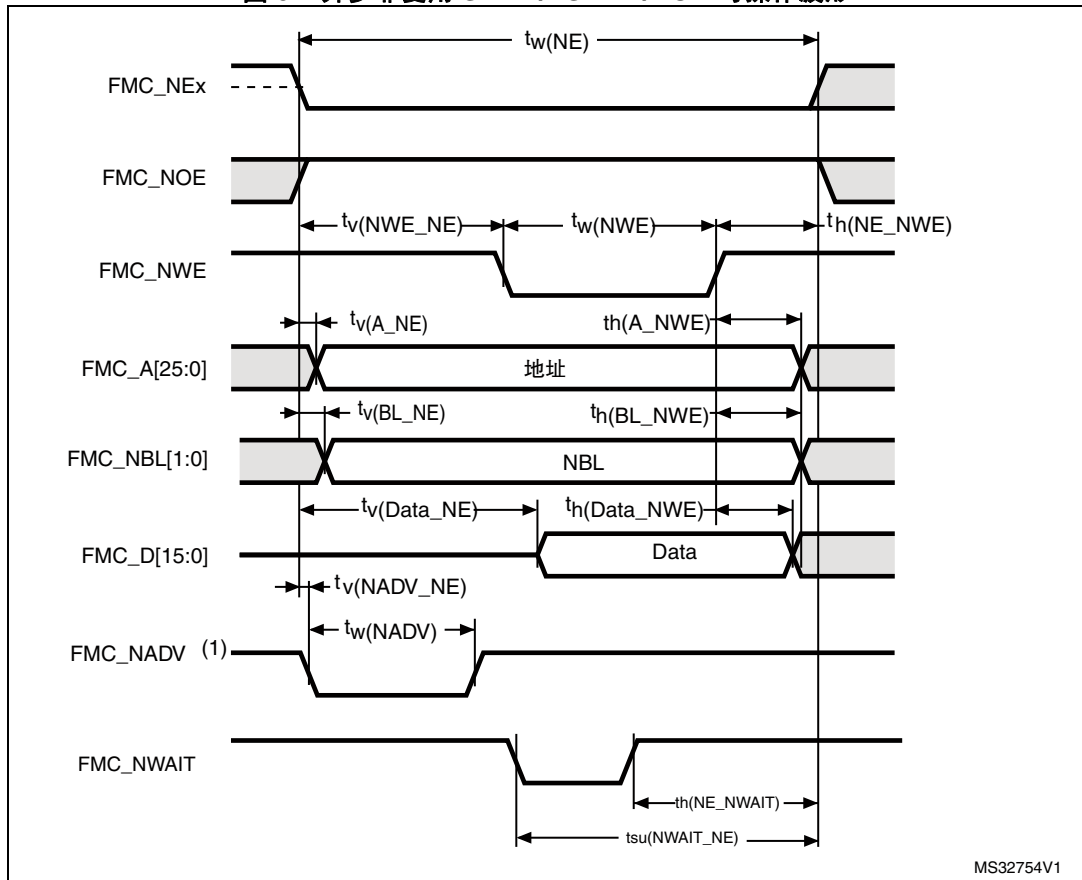 tw(NE)
FMC_NEx
FMC_NOE
tv(NWE_NE)
tw(NWE)
th(NE_NWE)
FMC_NWE
tv(A_NE)
th(A_NWE)
FMC_A[25:0]
地址
tv(BL_NE)
th(BL_NWE)
FMC_NBL[1:0]
NBL
tv(Data_NE)
th(Data_NWE)
FMC_D[15:0]
Data
tv(NADV_NE)
tw(NADV)
FMC_NADV (1)
FMC_NWAIT
th(NE_NWAIT)
tsu(NWAIT_NE)
MS32754V1